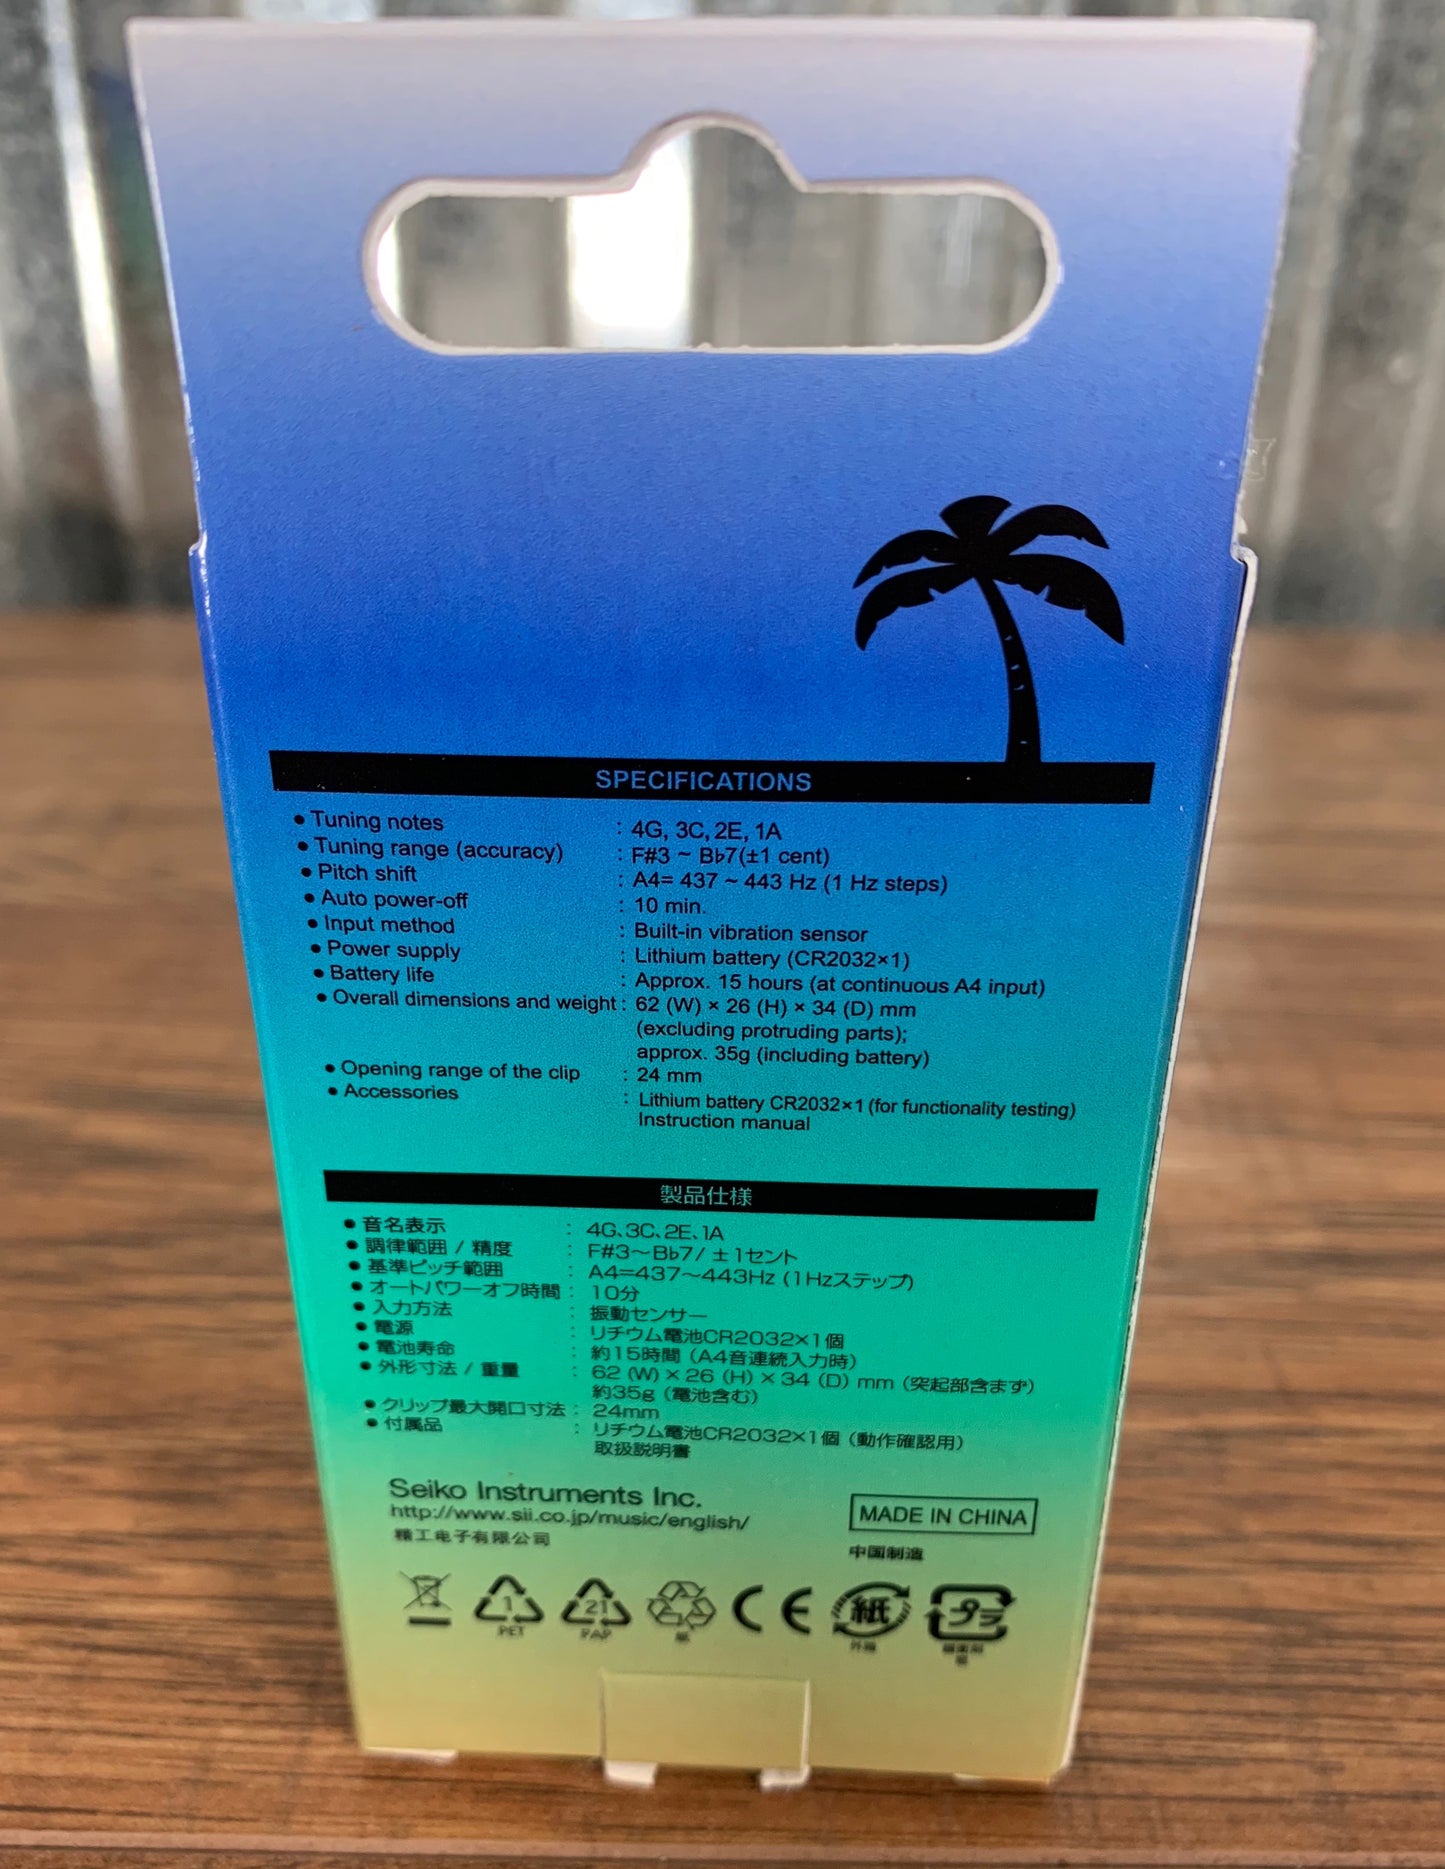 SPECIFICATIONS
● Tuning notes : 4G, 3C, 2E, 1A
● Tuning range (accuracy) : F#3 ~ B♭7(±1 cent)
● Pitch shift : A4= 437 ~ 443 Hz (1 Hz steps)
● Auto power-off : 10 min.
● Input method : Built-in vibration sensor
● Power supply : Lithium battery (CR2032×1)
● Battery life : Approx. 15 hours (at continuous A4 input)
● Overall dimensions and weight : 62 (W) × 26 (H) × 34 (D) mm
(excluding protruding parts);
approx. 35g (including battery)
● Opening range of the clip : 24 mm
● Accessories : Lithium battery CR2032×1 (for functionality testing)
Instruction manual
製品仕様
● 音名表示 : 4G、3C、2E、1A
● 調律範囲 / 精度 : F#3～B♭7/ ±1セント
● 基準ピッチ範囲 : A4=437～443Hz (1Hzステップ)
● オートパワーオフ時間 : 10分
● 入力方法 : 振動センサー
● 電源 : リチウム電池CR2032×1個
● 電池寿命 : 約15時間 (A4音連続入力時)
● 外形寸法 / 重量 : 62 (W) × 26 (H) × 34 (D) mm (突起部含まず)
約35g (電池含む)
● クリップ最大開口寸法 : 24mm
● 付属品 : リチウム電池CR2032×1個 (動作確認用)
取扱説明書
Seiko Instruments Inc.
http://www.sii.co.jp/music/english/
精工电子有限公司
MADE IN CHINA
中国制造
1 21 CE 紙 プラ
PET PAP 紙 外箱